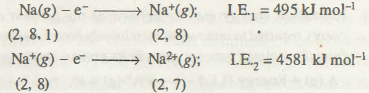 Na(g) – e⁻ ⟶ Na⁺(g); I.E.₁ = 495 kJ mol⁻¹
(2, 8, 1) (2, 8)
Na⁺(g) – e⁻ ⟶ Na²⁺(g); I.E.₂ = 4581 kJ mol⁻¹
(2, 8) (2, 7)